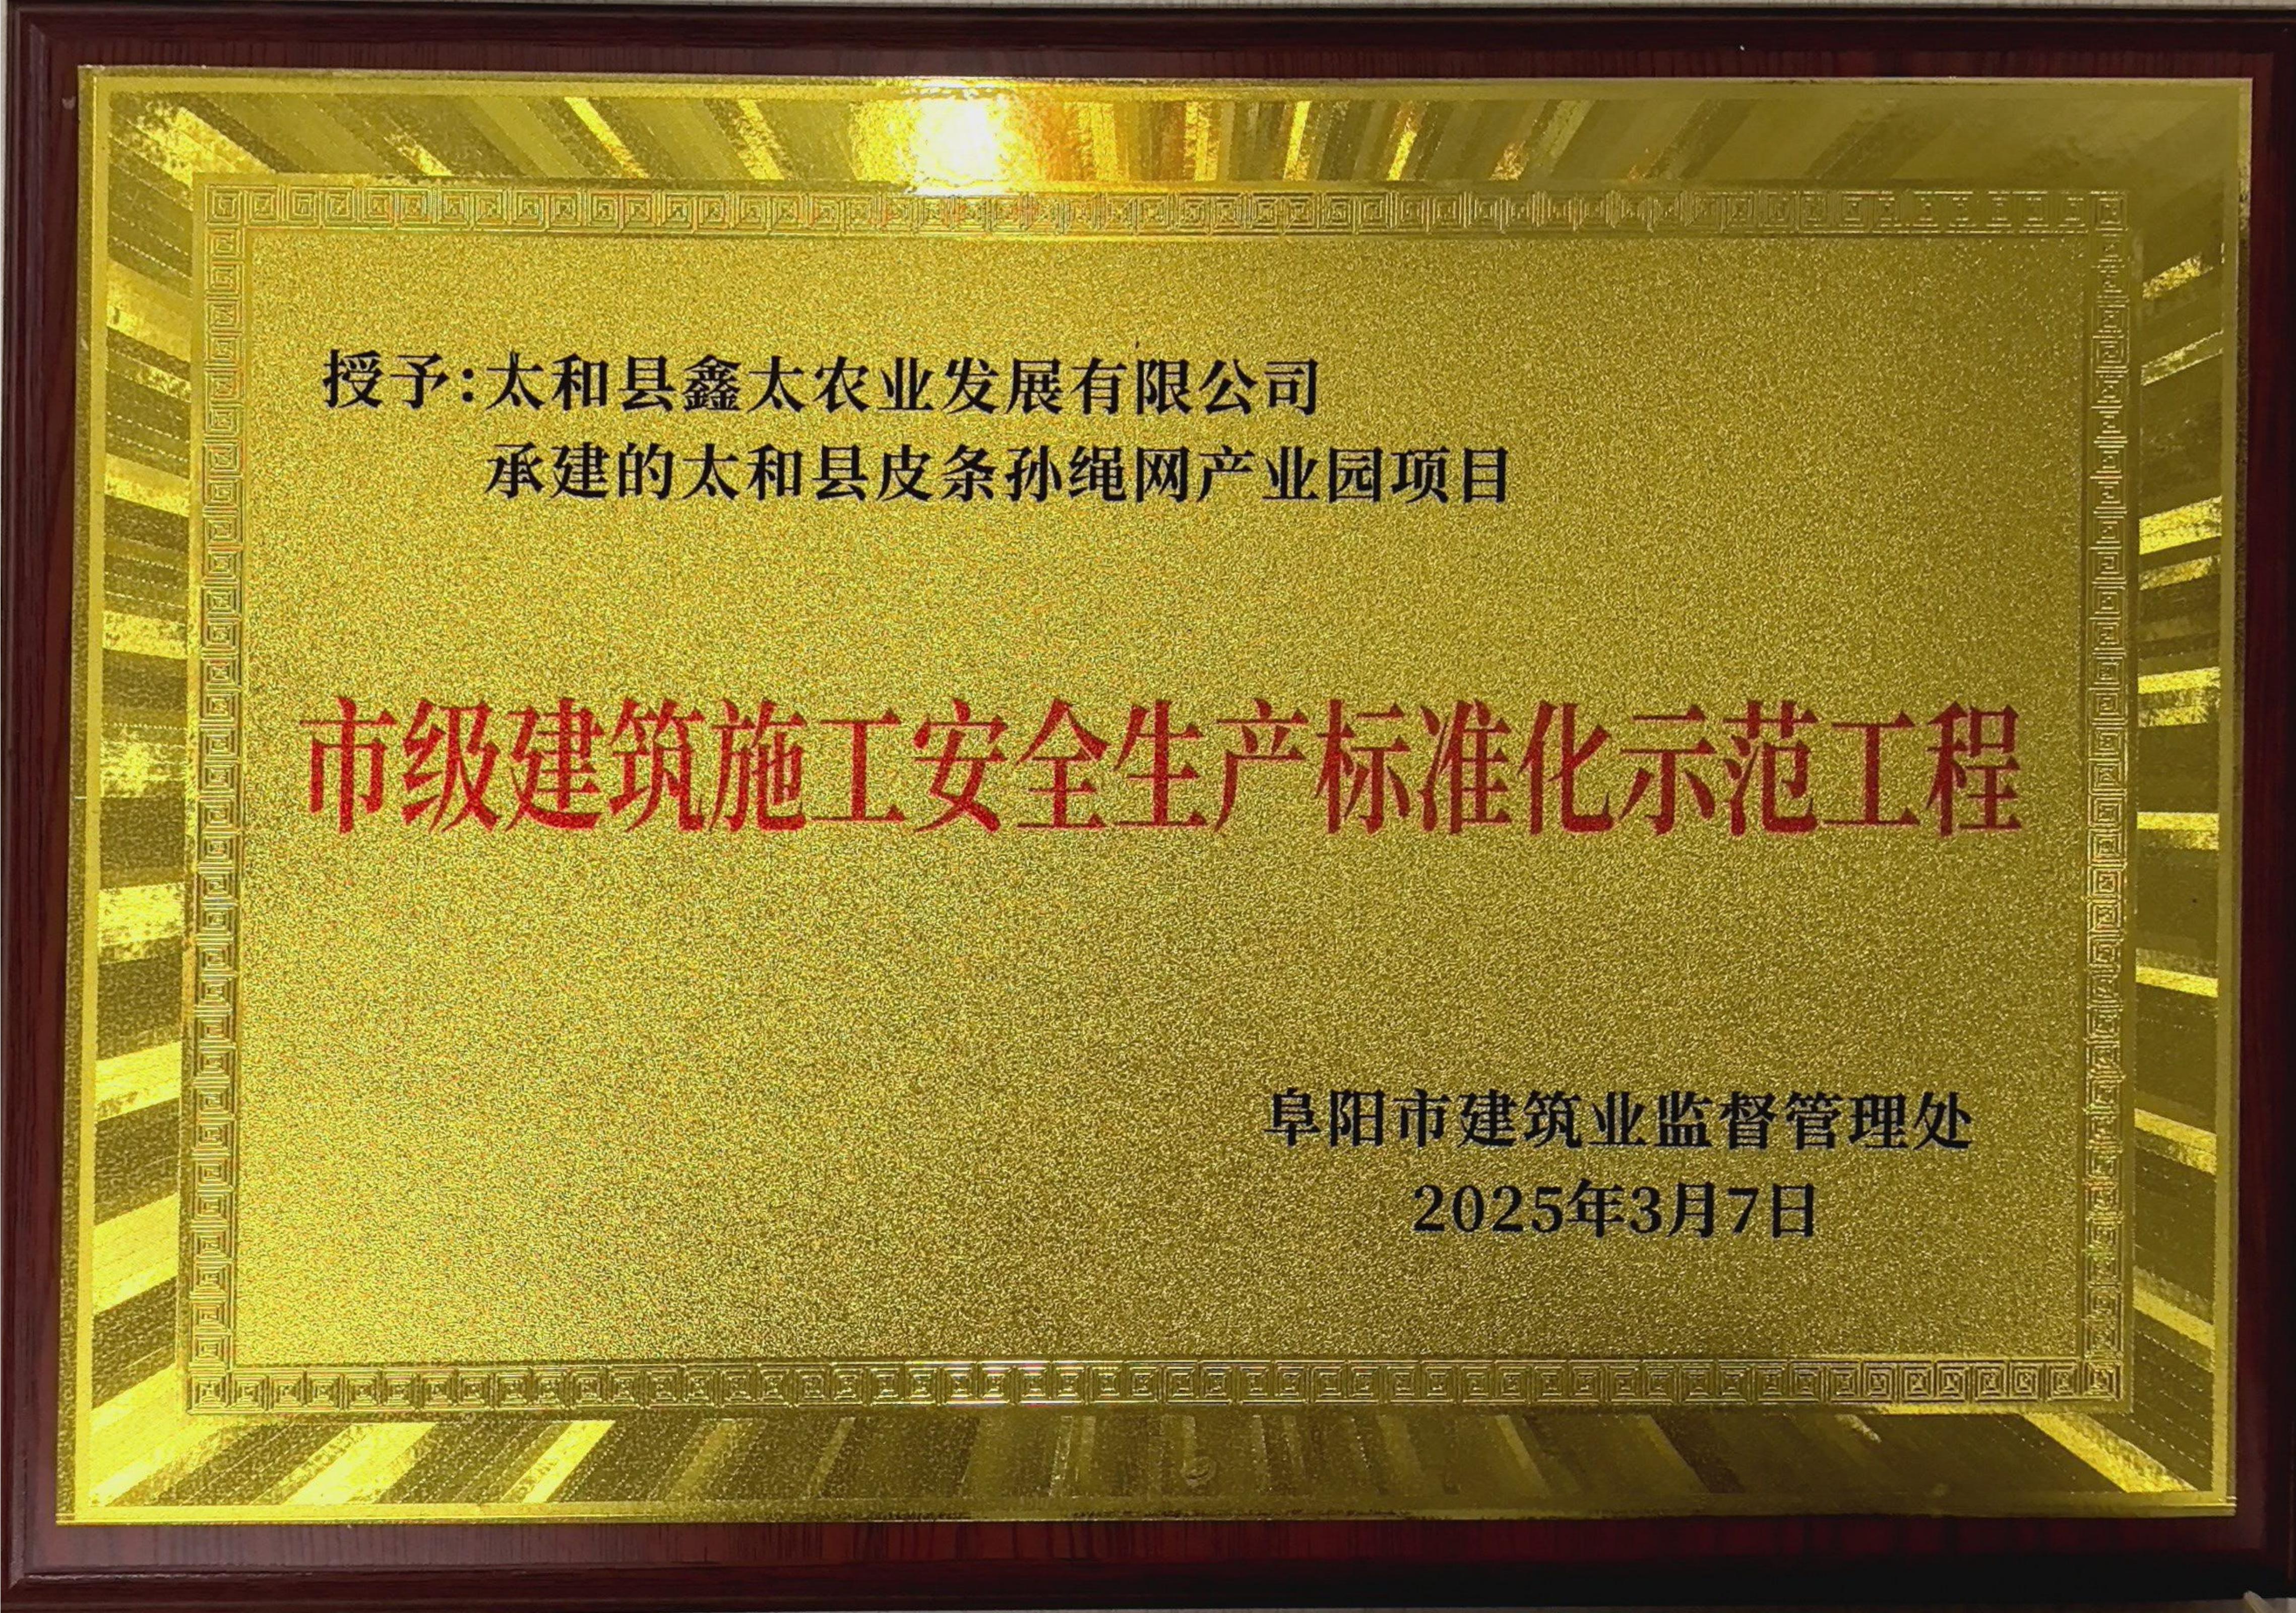 授予:太和县鑫太农业发展有限公司
承建的太和县皮条孙绳网产业园项目
市级建筑施工安全生产标准化示范工程
阜阳市建筑业监督管理处
2025年3月7日